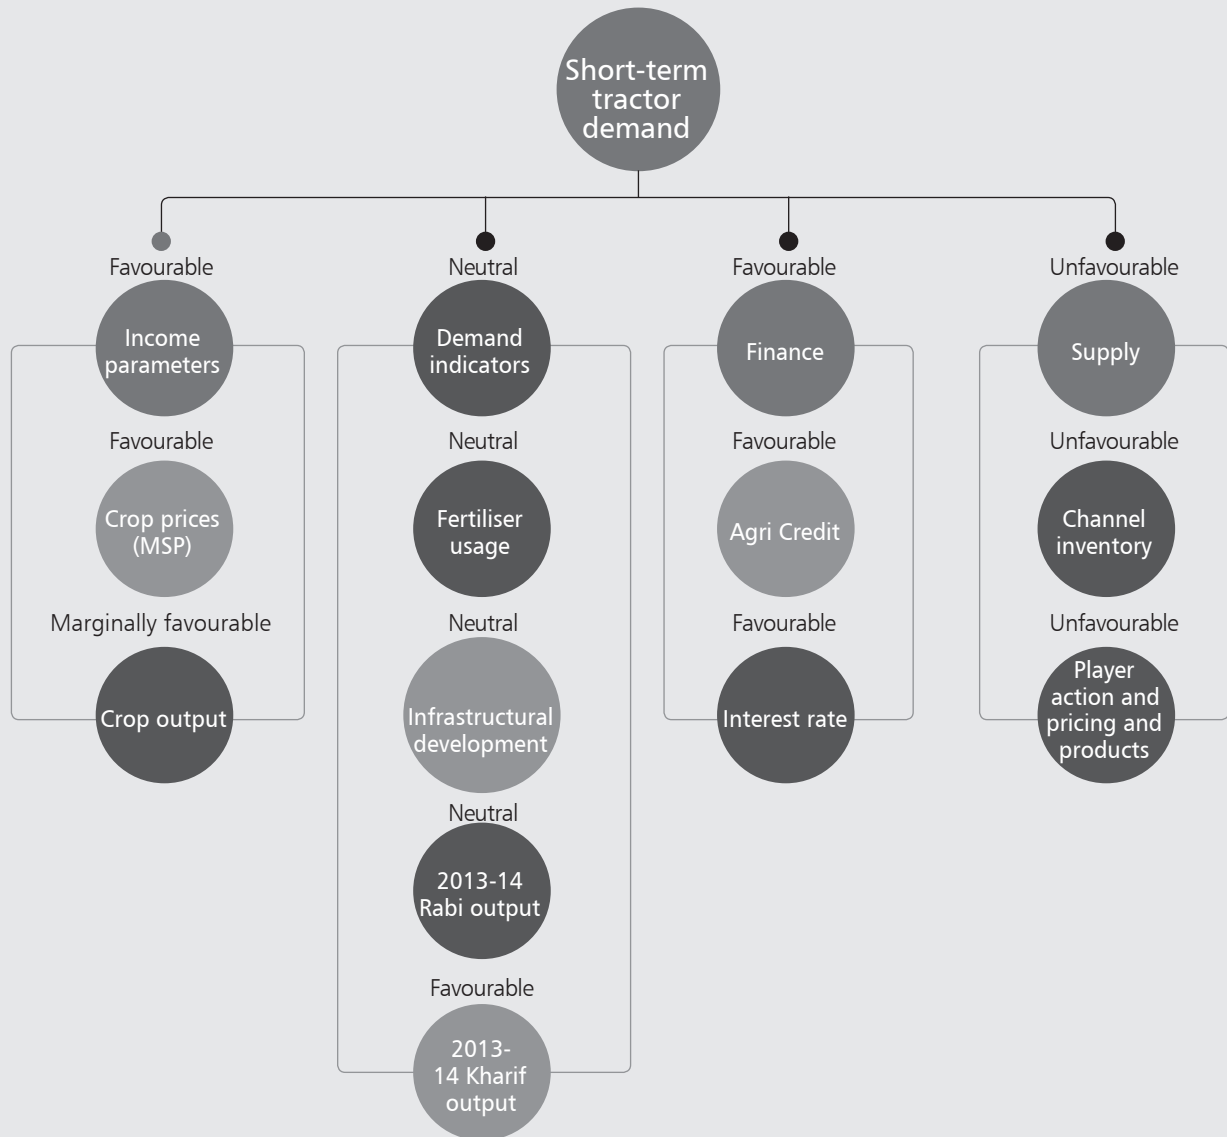 Short-term
tractor
demand
Favourable
Income
parameters
Favourable
Crop prices
(MSP)
Marginally favourable
Crop output
Neutral
Demand
indicators
Neutral
Fertiliser
usage
Neutral
Infrastructural
development
Neutral
2013-14
Rabi output
Favourable
2013-
14 Kharif
output
Favourable
Finance
Favourable
Agri Credit
Favourable
Interest rate
Unfavourable
Supply
Unfavourable
Channel
inventory
Unfavourable
Player
action and
pricing and
products